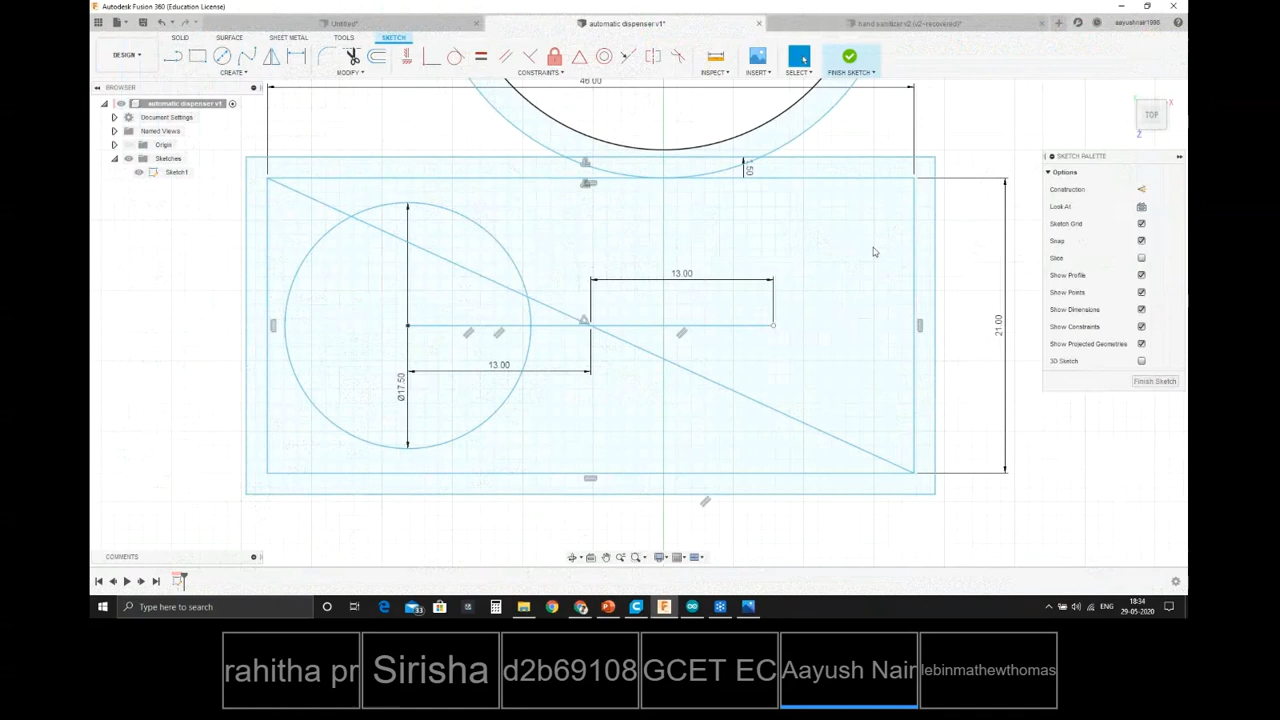 Autodesk Fusion 360 (Education License)
Untitled*
automatic dispenser v1*
hand sanitizer v2 (v2~recovered)*
aayushnair1998
DESIGN
SOLID
SURFACE
SHEET METAL
TOOLS
SKETCH
CREATE
MODIFY
CONSTRAINTS
INSPECT
INSERT
SELECT
FINISH SKETCH
BROWSER
automatic dispenser v1
Document Settings
Named Views
Origin
Sketches
Sketch1
46.00
13.00
13.00
Ø17.50
21.00
TOP
X
Z
SKETCH PALETTE
Options
Construction
Look At
Sketch Grid
Snap
Slice
Show Profile
Show Points
Show Dimensions
Show Constraints
Show Projected Geometries
3D Sketch
Finish Sketch
COMMENTS
Type here to search
33
ENG
18:34
29-05-2020
rahitha pr
Sirisha
d2b69108
GCET EC
Aayush Nair
lebinmathewthomas